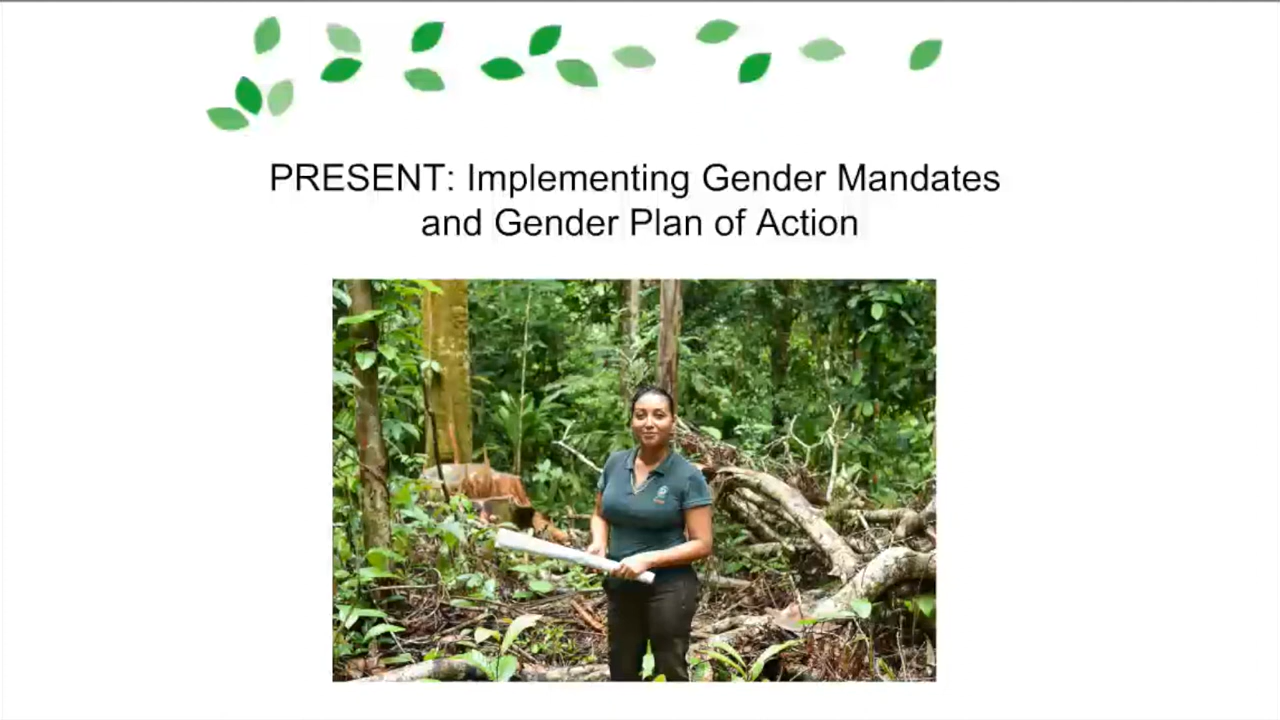 PRESENT: Implementing Gender Mandates
and Gender Plan of Action